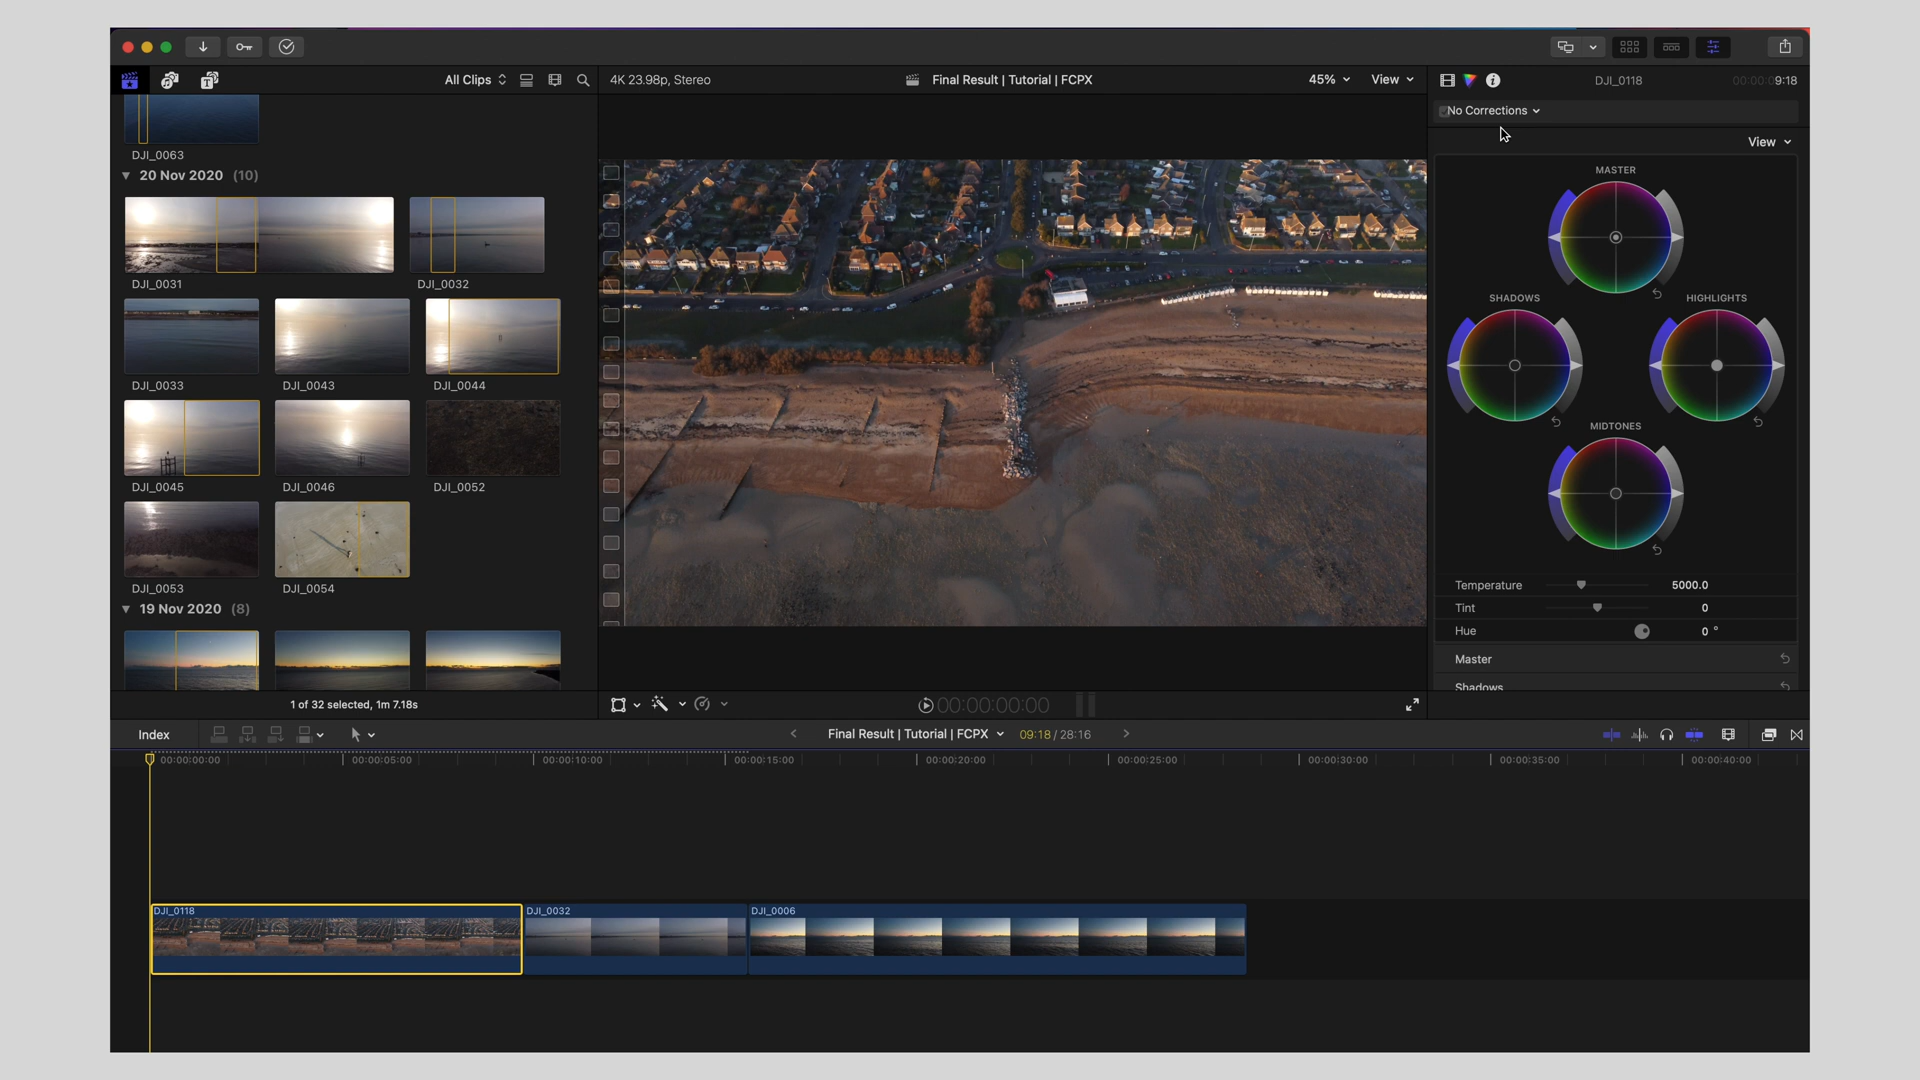 All Clips
4K 23.98p, Stereo
Final Result | Tutorial | FCPX
45%
View
DJI_0118
00:00:09:18
No Corrections
View
DJI_0063
20 Nov 2020 (10)
DJI_0031
DJI_0032
DJI_0033
DJI_0043
DJI_0044
DJI_0045
DJI_0046
DJI_0052
DJI_0053
DJI_0054
19 Nov 2020 (8)
1 of 32 selected, 1m 7.18s
MASTER
SHADOWS
HIGHLIGHTS
MIDTONES
Temperature 5000.0
Tint 0
Hue 0 °
Master
Shadows
00:00:00:00
Index
Final Result | Tutorial | FCPX
09:18 / 28:16
00:00:00:00
00:00:05:00
00:00:10:00
00:00:15:00
00:00:20:00
00:00:25:00
00:00:30:00
00:00:35:00
00:00:40:00
DJI_0118
DJI_0032
DJI_0006